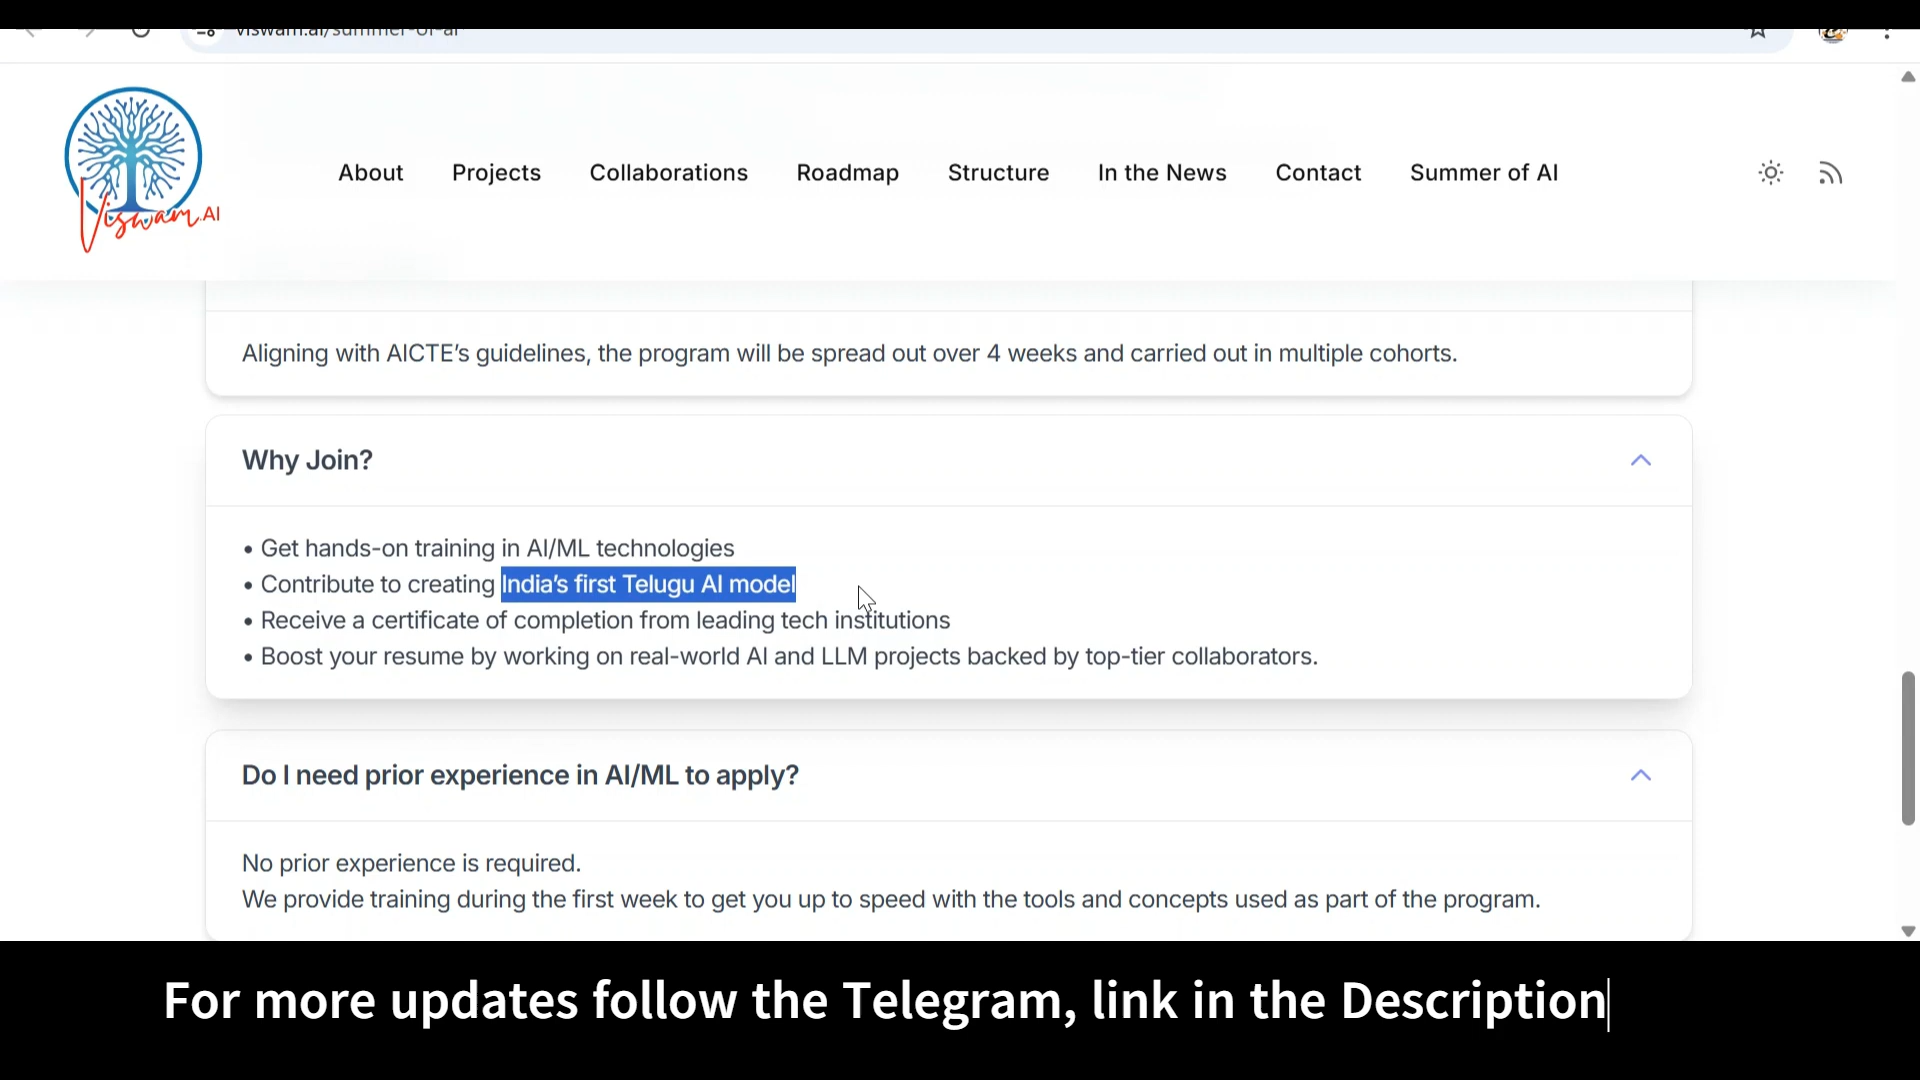 viswam.ai/summer-of-ai
Viswam.AI
About Projects Collaborations Roadmap Structure In the News Contact Summer of AI
Aligning with AICTE’s guidelines, the program will be spread out over 4 weeks and carried out in multiple cohorts.
Why Join?
• Get hands-on training in AI/ML technologies
• Contribute to creating India’s first Telugu AI model
• Receive a certificate of completion from leading tech institutions
• Boost your resume by working on real-world AI and LLM projects backed by top-tier collaborators.
Do I need prior experience in AI/ML to apply?
No prior experience is required.
We provide training during the first week to get you up to speed with the tools and concepts used as part of the program.
For more updates follow the Telegram, link in the Description